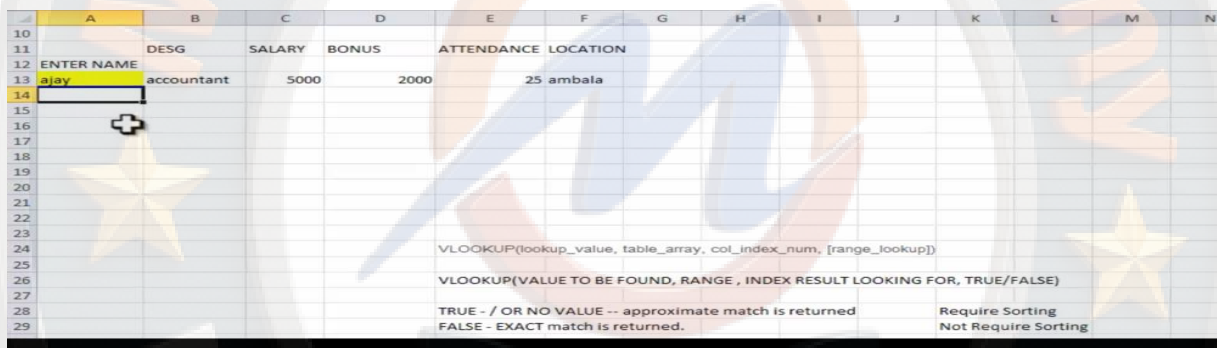 A B C D E F G H I J K L M N
10
11 DESG SALARY BONUS ATTENDANCE LOCATION
12 ENTER NAME
13 ajay accountant 5000 2000 25 ambala
14
15
16
17
18
19
20
21
22
23
24 VLOOKUP(lookup_value, table_array, col_index_num, [range_lookup])
25
26 VLOOKUP(VALUE TO BE FOUND, RANGE , INDEX RESULT LOOKING FOR, TRUE/FALSE)
27
28 TRUE - / OR NO VALUE -- approximate match is returned Require Sorting
29 FALSE - EXACT match is returned. Not Require Sorting